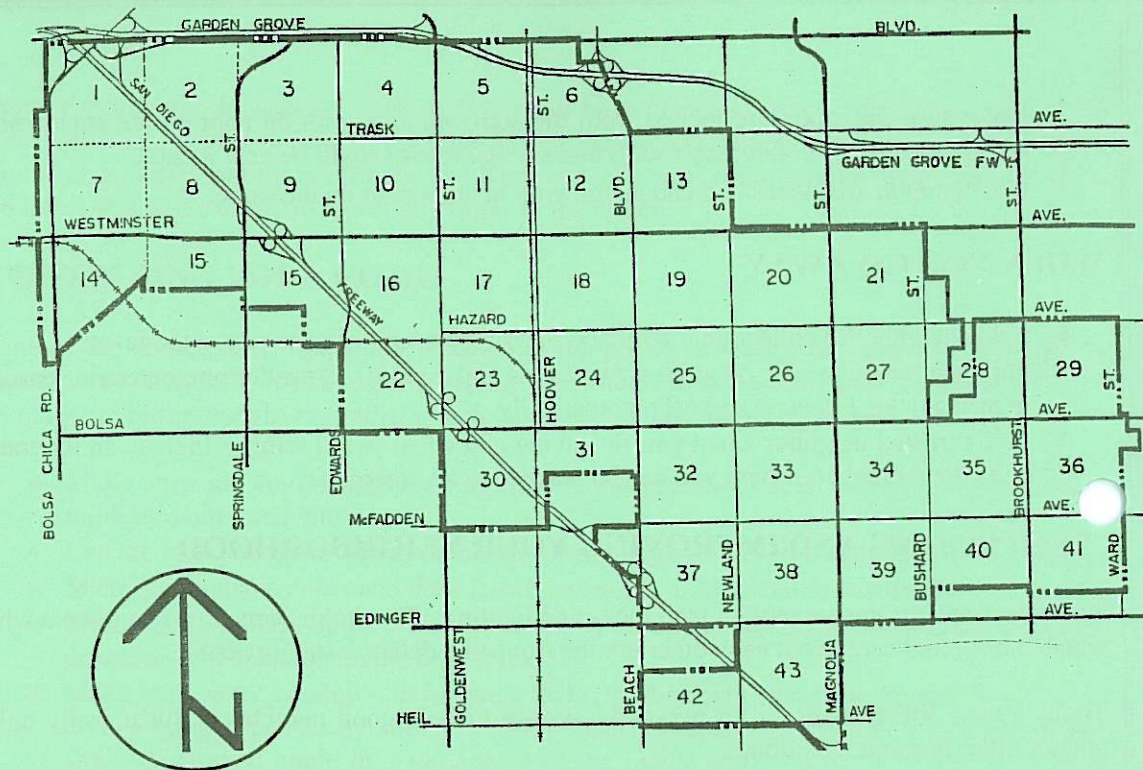 GARDEN GROVE BLVD.
1 2 3 4 5 6
SAN DIEGO
ST. ST.
TRASK AVE.
GARDEN GROVE FWY.
7 8 9 10 11 12 13
ST. ST. BLVD. ST. ST. ST.
WESTMINSTER AVE.
14 15 15 16 17 18 19 20 21
FREEWAY
ST.
HAZARD AVE.
22 23 24 25 26 27 28 29
ST.
BOLSA AVE.
BOLSA CHICA RD.
SPRINGDALE
EDWARDS
HOOVER
30 31 32 33 34 35 36
BROOKHURST
McFADDEN AVE.
37 38 39 40 41
NEWLAND
BUSHARD
WARD
EDINGER AVE.
GOLDENWEST
BEACH
MAGNOLIA
42 43
HEIL AVE
N